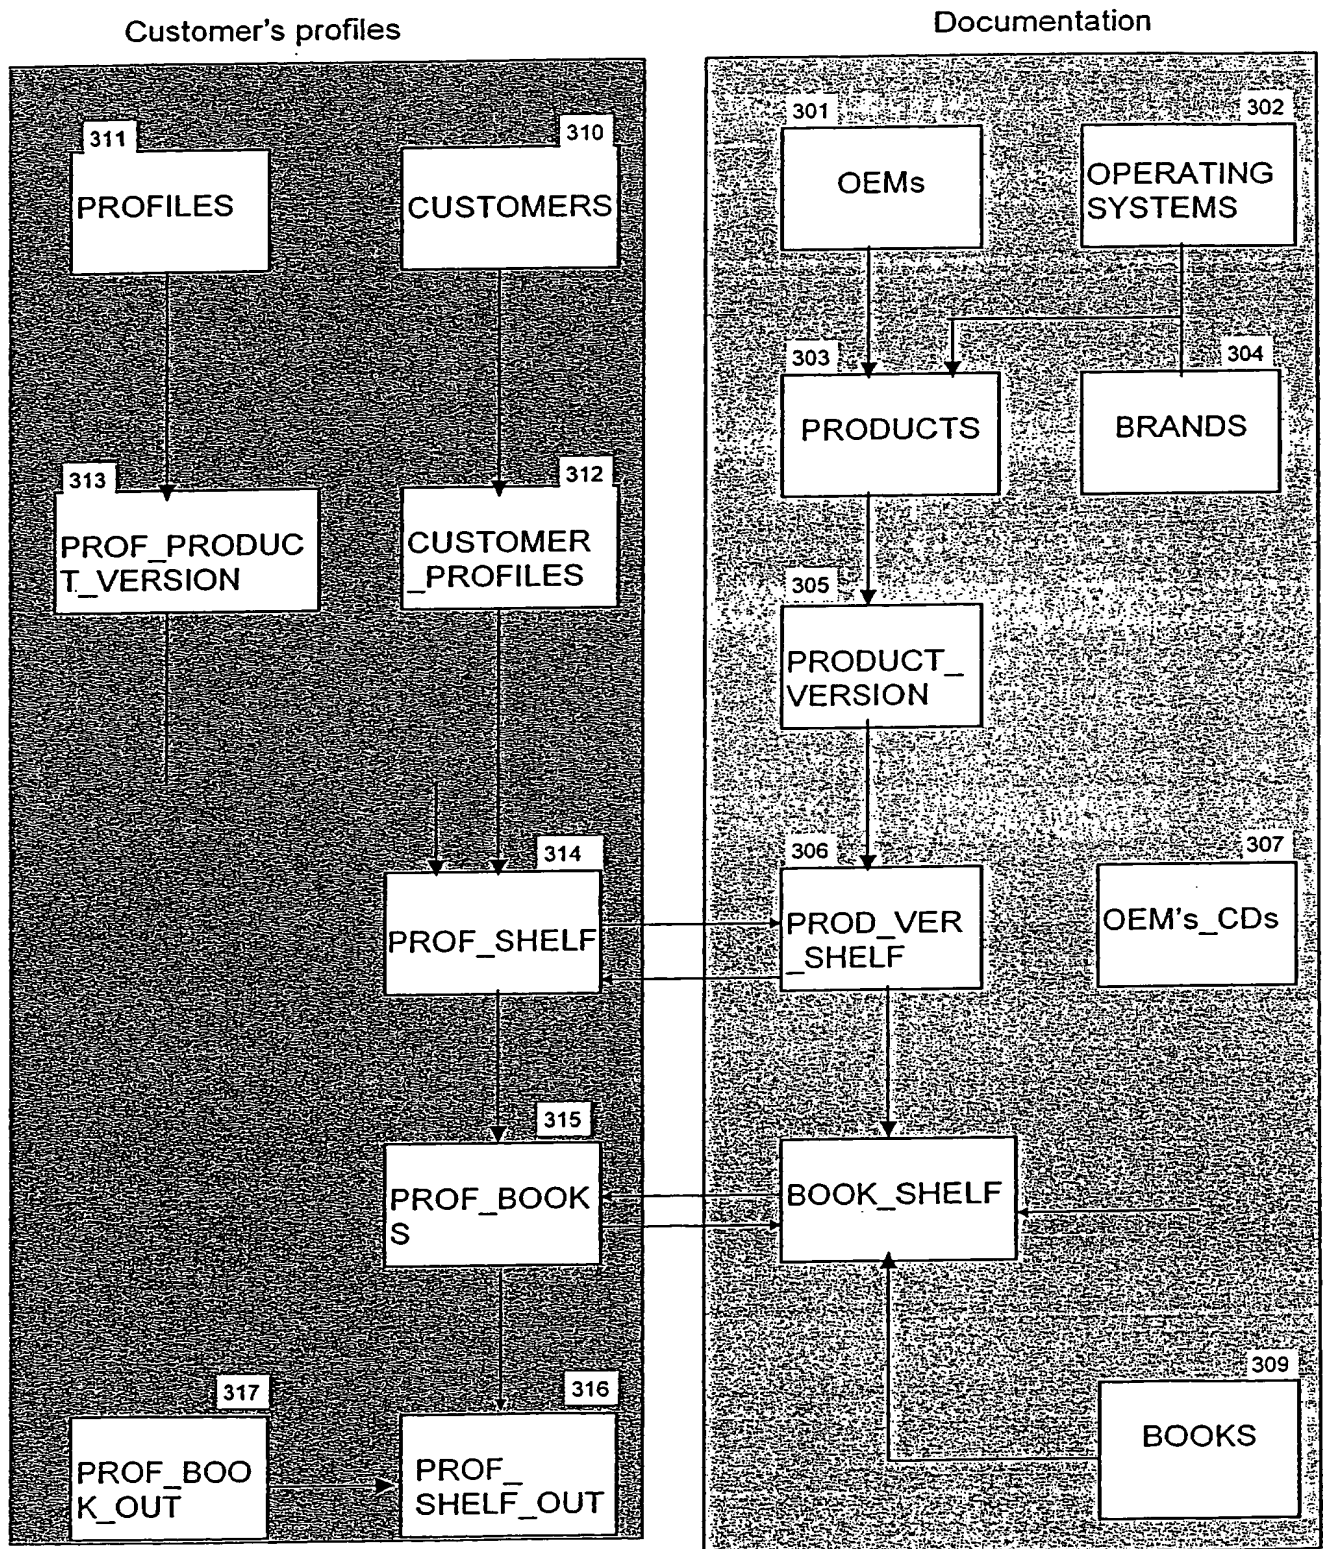 Customer's profiles
Documentation
311
PROFILES
310
CUSTOMERS
301
OEMs
302
OPERATING
SYSTEMS
303
PRODUCTS
304
BRANDS
313
PROF_PRODUC
T_VERSION
312
CUSTOMER
_PROFILES
305
PRODUCT_
VERSION
314
PROF_SHELF
306
PROD_VER
_SHELF
307
OEM's_CDs
315
PROF_BOOK
S
BOOK_SHELF
317
PROF_BOO
K_OUT
316
PROF_
SHELF_OUT
309
BOOKS